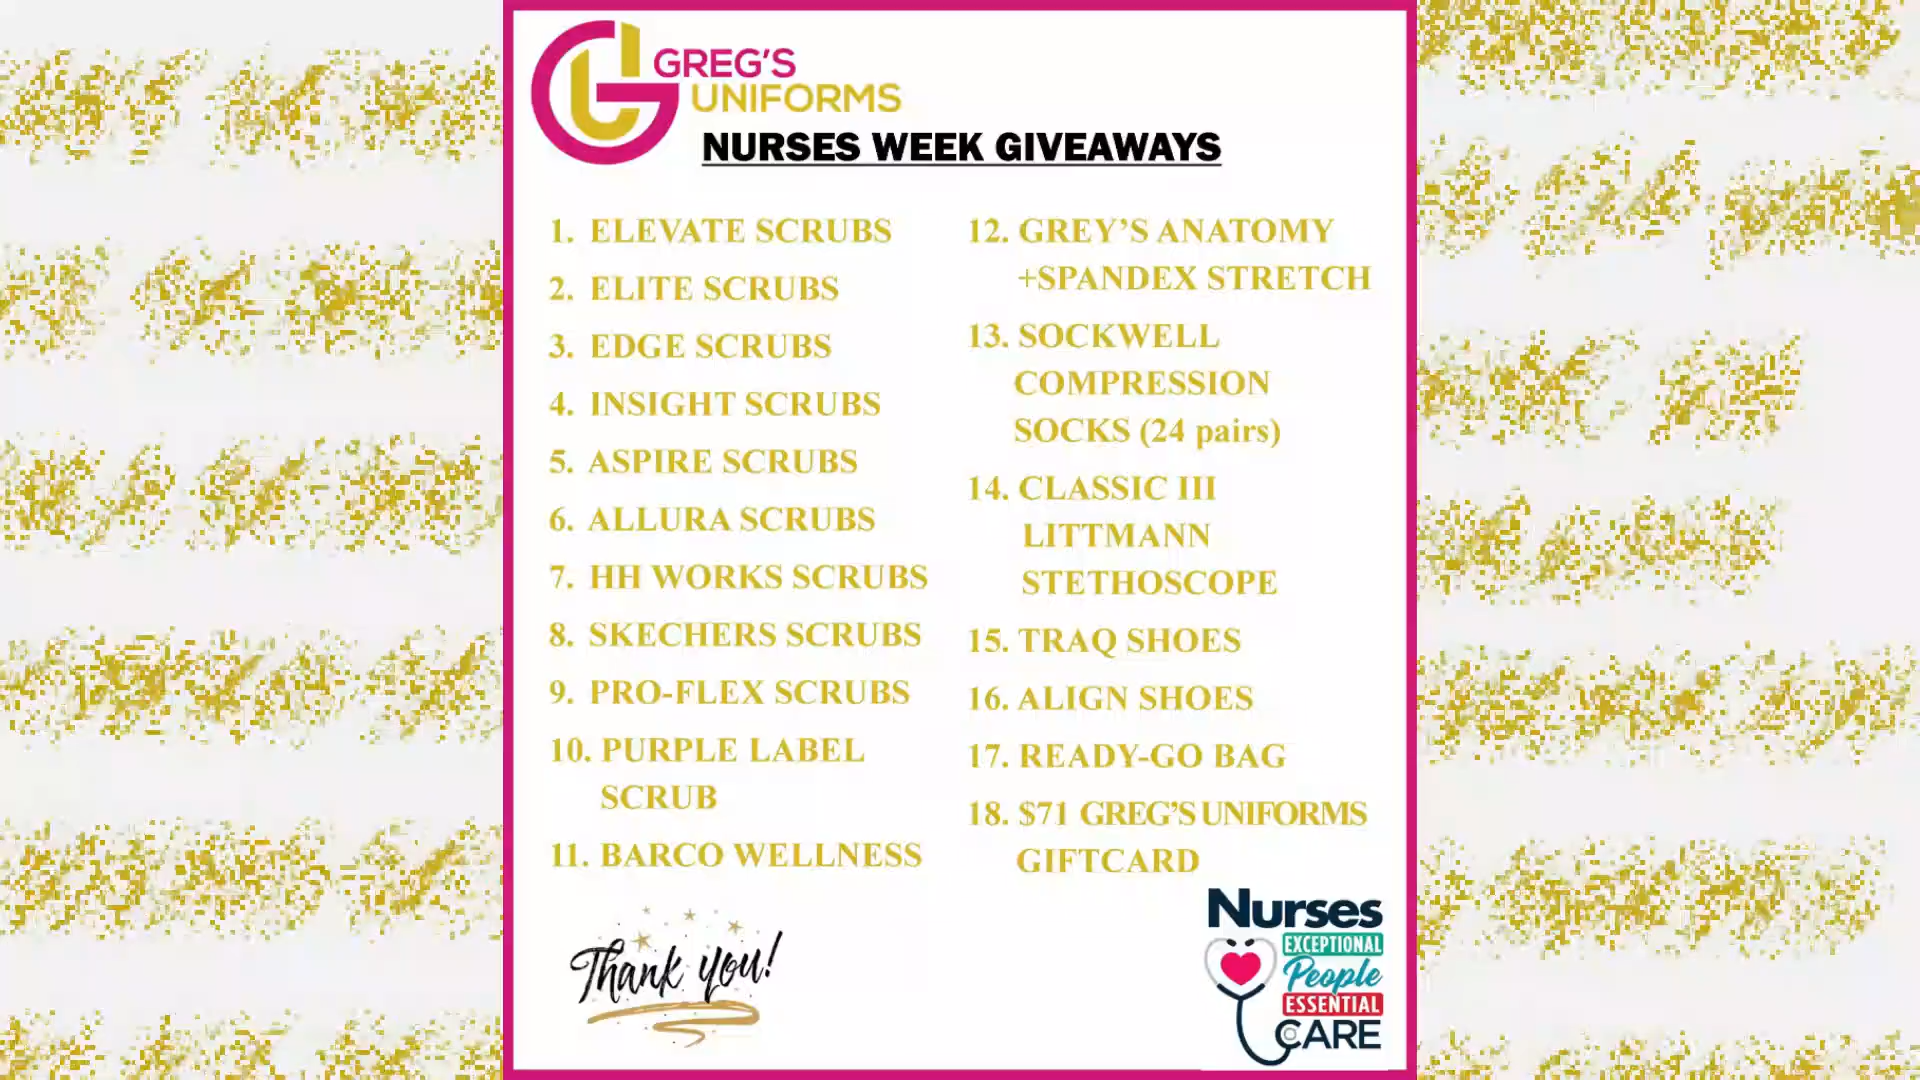 GREG'S
UNIFORMS
NURSES WEEK GIVEAWAYS
1. ELEVATE SCRUBS
2. ELITE SCRUBS
3. EDGE SCRUBS
4. INSIGHT SCRUBS
5. ASPIRE SCRUBS
6. ALLURA SCRUBS
7. HH WORKS SCRUBS
8. SKECHERS SCRUBS
9. PRO-FLEX SCRUBS
10. PURPLE LABEL
SCRUB
11. BARCO WELLNESS
12. GREY’S ANATOMY
+SPANDEX STRETCH
13. SOCKWELL
COMPRESSION
SOCKS (24 pairs)
14. CLASSIC III
LITTMANN
STETHOSCOPE
15. TRAQ SHOES
16. ALIGN SHOES
17. READY-GO BAG
18. $71 GREG’S UNIFORMS
GIFTCARD
Thank you!
Nurses
EXCEPTIONAL
People
ESSENTIAL
CARE